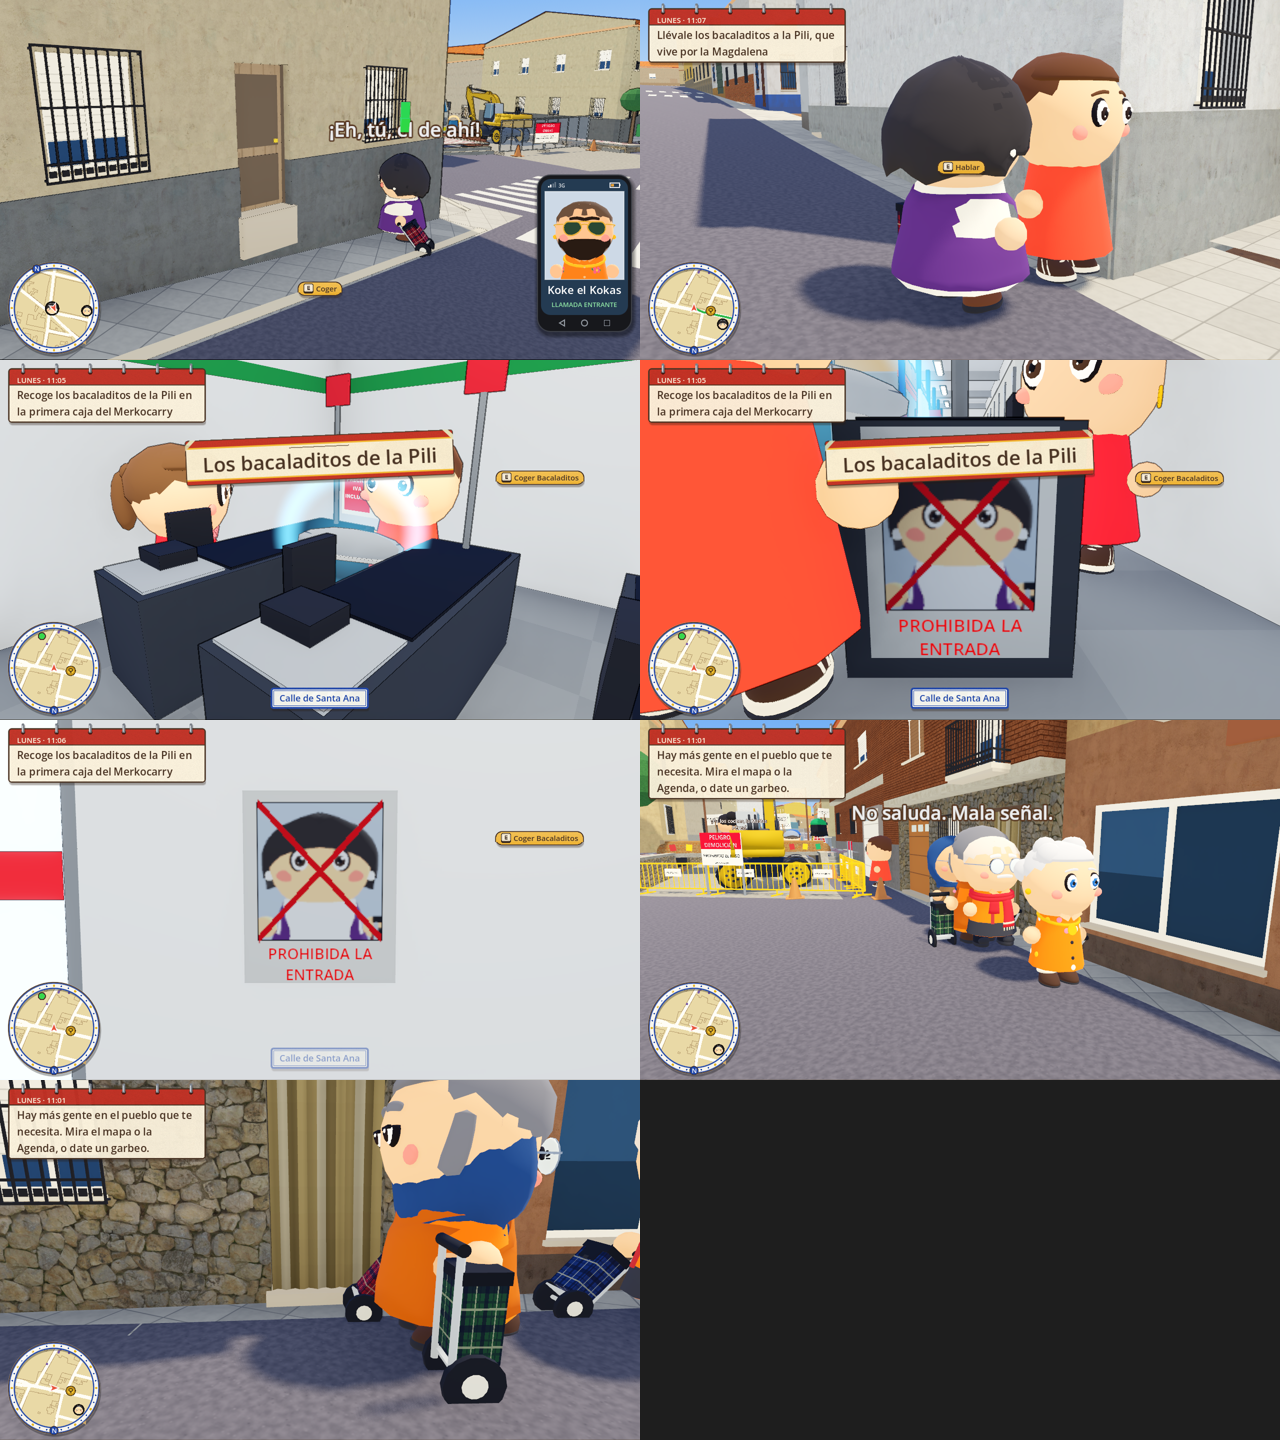 ¡Eh, tú,
de ahí!
3G
Koke el Kokas
LLAMADA ENTRANTE
E Coger
N
LUNES · 11:07
Llévale los bacaladitos a la Pili, que
vive por la Magdalena
E Hablar
N
LUNES · 11:05
Recoge los bacaladitos de la Pili en
la primera caja del Merkocarry
Los bacaladitos de la Pili
IVA
E Coger Bacaladitos
Calle de Santa Ana
N
LUNES · 11:05
Recoge los bacaladitos de la Pili en
la primera caja del Merkocarry
Los bacaladitos de la Pili
E Coger Bacaladitos
PROHIBIDA LA
ENTRADA
Calle de Santa Ana
N
LUNES · 11:06
Recoge los bacaladitos de la Pili en
la primera caja del Merkocarry
E Coger Bacaladitos
PROHIBIDA LA
ENTRADA
Calle de Santa Ana
N
LUNES · 11:01
Hay más gente en el pueblo que te
necesita. Mira el mapa o la
Agenda, o date un garbeo.
No saluda. Mala señal.
PELIGRO
DEMOLICIÓN
N
LUNES · 11:01
Hay más gente en el pueblo que te
necesita. Mira el mapa o la
Agenda, o date un garbeo.
N